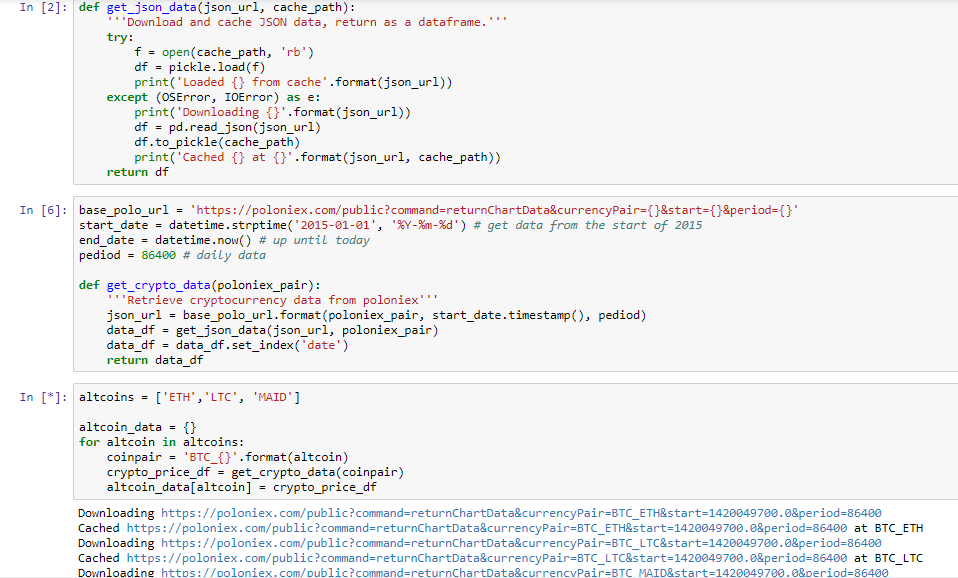 In [2]: def get_json_data(json_url, cache_path):
    '''Download and cache JSON data, return as a dataframe.'''
    try:
        f = open(cache_path, 'rb')
        df = pickle.load(f)
        print('Loaded {} from cache'.format(json_url))
    except (OSError, IOError) as e:
        print('Downloading {}'.format(json_url))
        df = pd.read_json(json_url)
        df.to_pickle(cache_path)
        print('Cached {} at {}'.format(json_url, cache_path))
    return df
In [6]: base_polo_url = 'https://poloniex.com/public?command=returnChartData&currencyPair={}&start={}&period={}'
start_date = datetime.strptime('2015-01-01', '%Y-%m-%d') # get data from the start of 2015
end_date = datetime.now() # up until today
pediod = 86400 # daily data
def get_crypto_data(poloniex_pair):
    '''Retrieve cryptocurrency data from poloniex'''
    json_url = base_polo_url.format(poloniex_pair, start_date.timestamp(), pediod)
    data_df = get_json_data(json_url, poloniex_pair)
    data_df = data_df.set_index('date')
    return data_df
In [*]: altcoins = ['ETH','LTC', 'MAID']
altcoin_data = {}
for altcoin in altcoins:
    coinpair = 'BTC_{}'.format(altcoin)
    crypto_price_df = get_crypto_data(coinpair)
    altcoin_data[altcoin] = crypto_price_df
Downloading https://poloniex.com/public?command=returnChartData&currencyPair=BTC_ETH&start=1420049700.0&period=86400
Cached https://poloniex.com/public?command=returnChartData&currencyPair=BTC_ETH&start=1420049700.0&period=86400 at BTC_ETH
Downloading https://poloniex.com/public?command=returnChartData&currencyPair=BTC_LTC&start=1420049700.0&period=86400
Cached https://poloniex.com/public?command=returnChartData&currencyPair=BTC_LTC&start=1420049700.0&period=86400 at BTC_LTC
Downloading https://poloniex.com/public?command=returnChartData&currencyPair=BTC_MAID&start=1420049700.0&period=86400